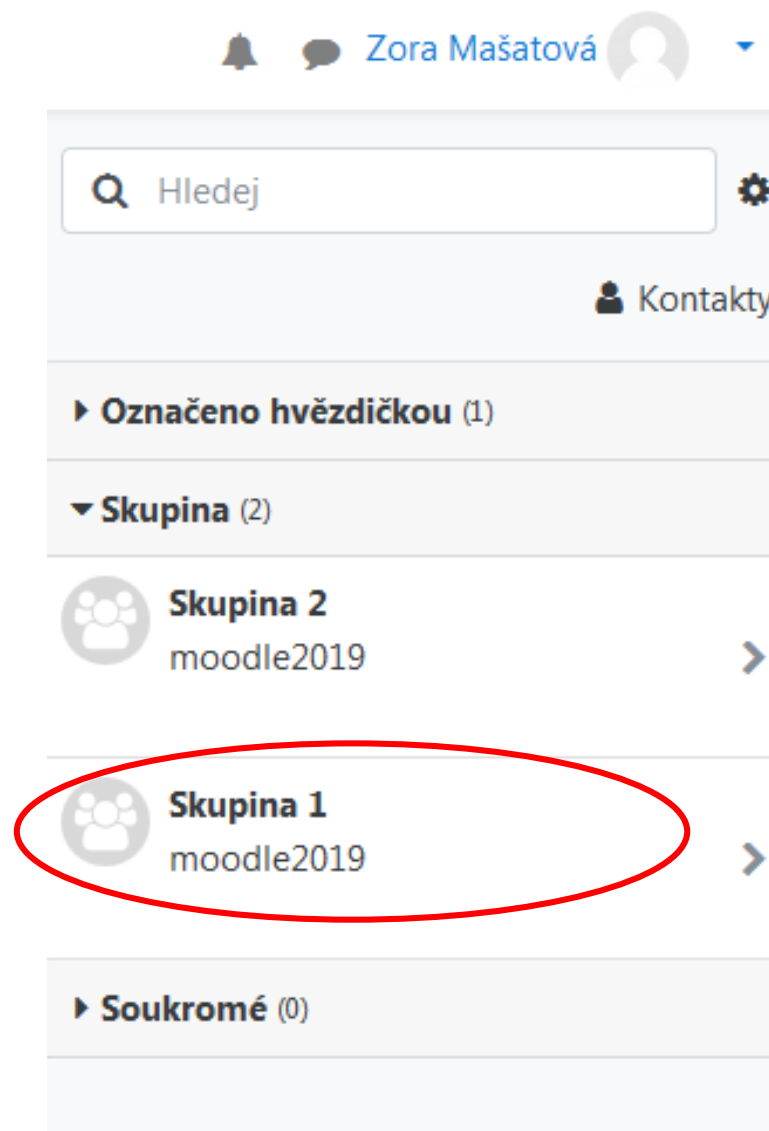 Zora Mašatová
Hledej
Kontakty
Označeno hvězdičkou (1)
Skupina (2)
Skupina 2
moodle2019
Skupina 1
moodle2019
Soukromé (0)